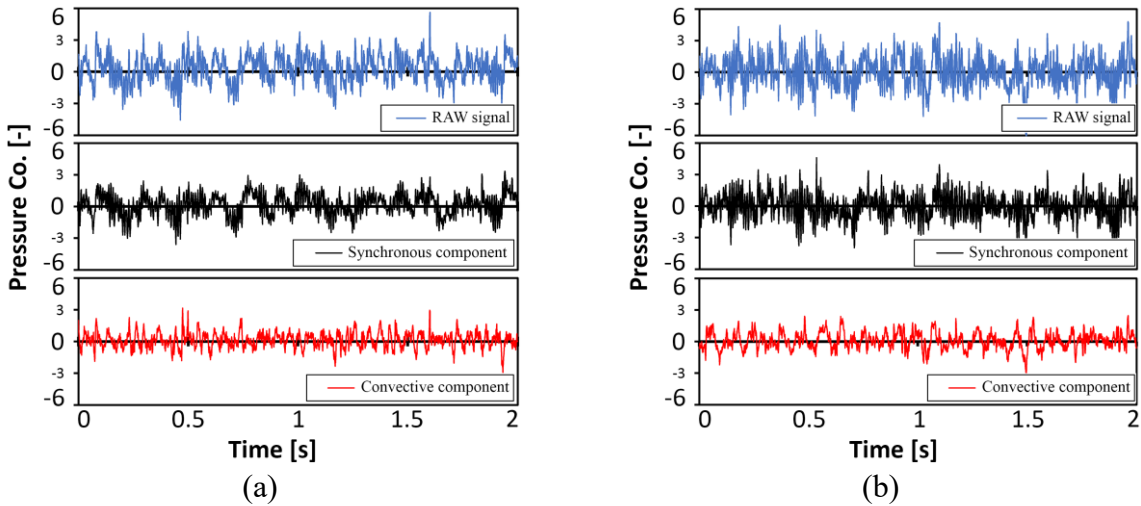 Pressure Co. [-]
6
3
0
-3
-6
RAW signal
6
3
0
-3
-6
Synchronous component
6
3
0
-3
-6
Convective component
0 0.5 1 1.5 2
Time [s]
(a)
Pressure Co. [-]
6
3
0
-3
-6
RAW signal
6
3
0
-3
-6
Synchronous component
6
3
0
-3
-6
Convective component
0 0.5 1 1.5 2
Time [s]
(b)